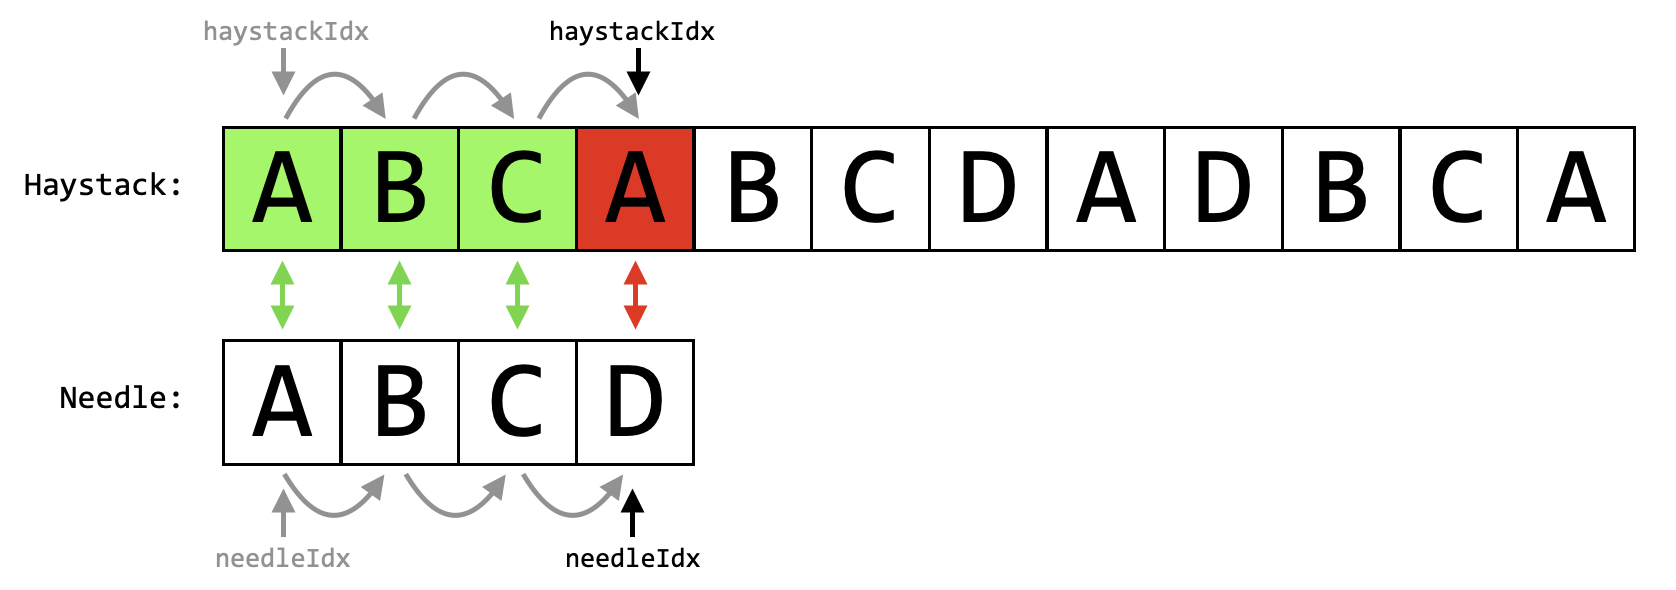 haystackIdx haystackIdx
Haystack: A B C A B C D A D B C A
Needle: A B C D
needleIdx needleIdx